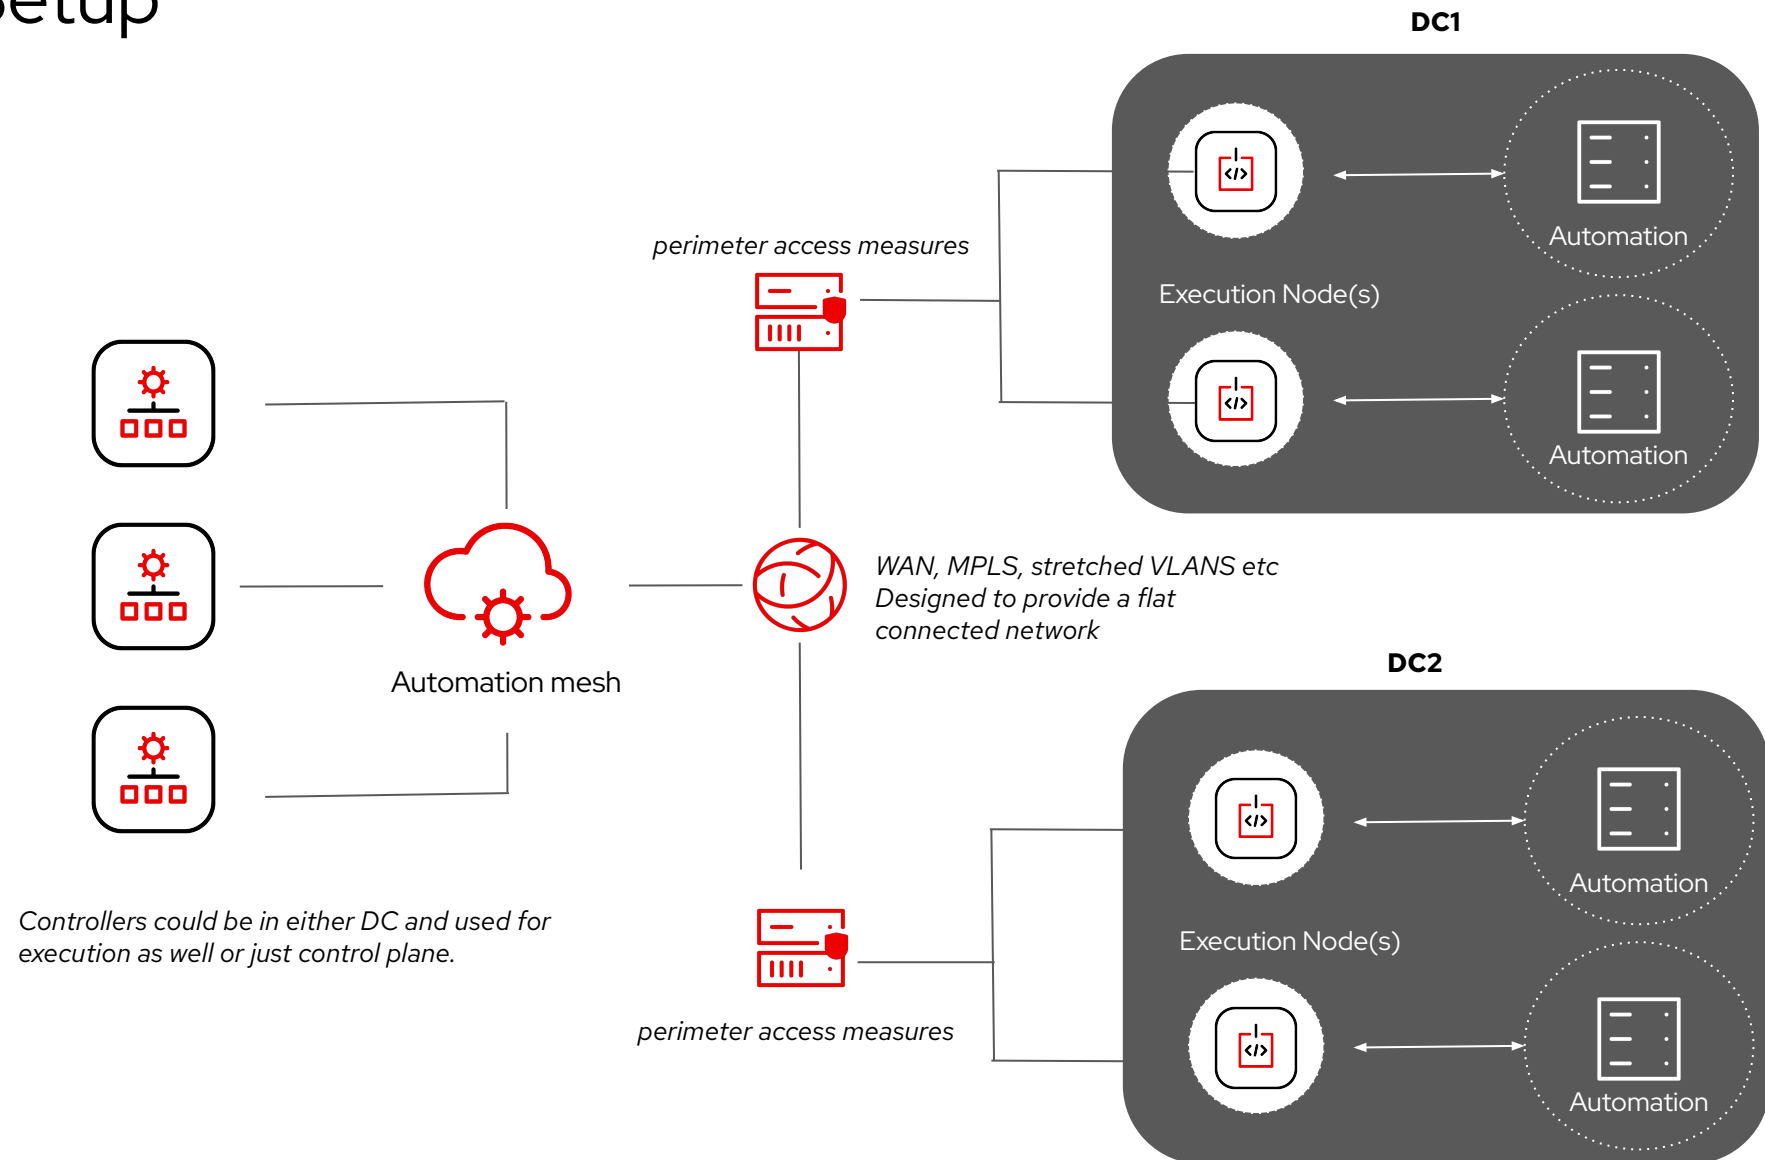 Setup
DC1
Automation
perimeter access measures
Execution Node(s)
Automation
WAN, MPLS, stretched VLANS etc
Designed to provide a flat
connected network
DC2
Automation mesh
Automation
Controllers could be in either DC and used for
execution as well or just control plane.
Execution Node(s)
perimeter access measures
Automation